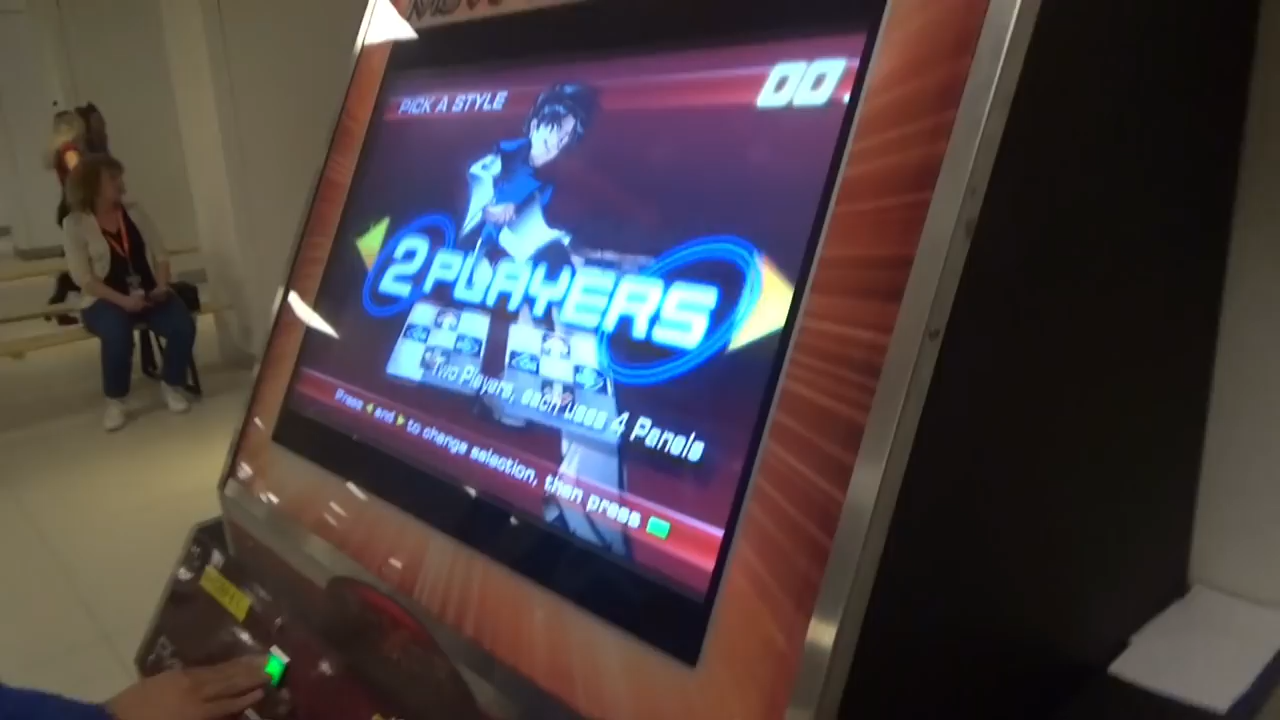 PICK A STYLE
00.
2 PLAYERS
Two Players, each uses 4 Panels
Press and to change selection, then press